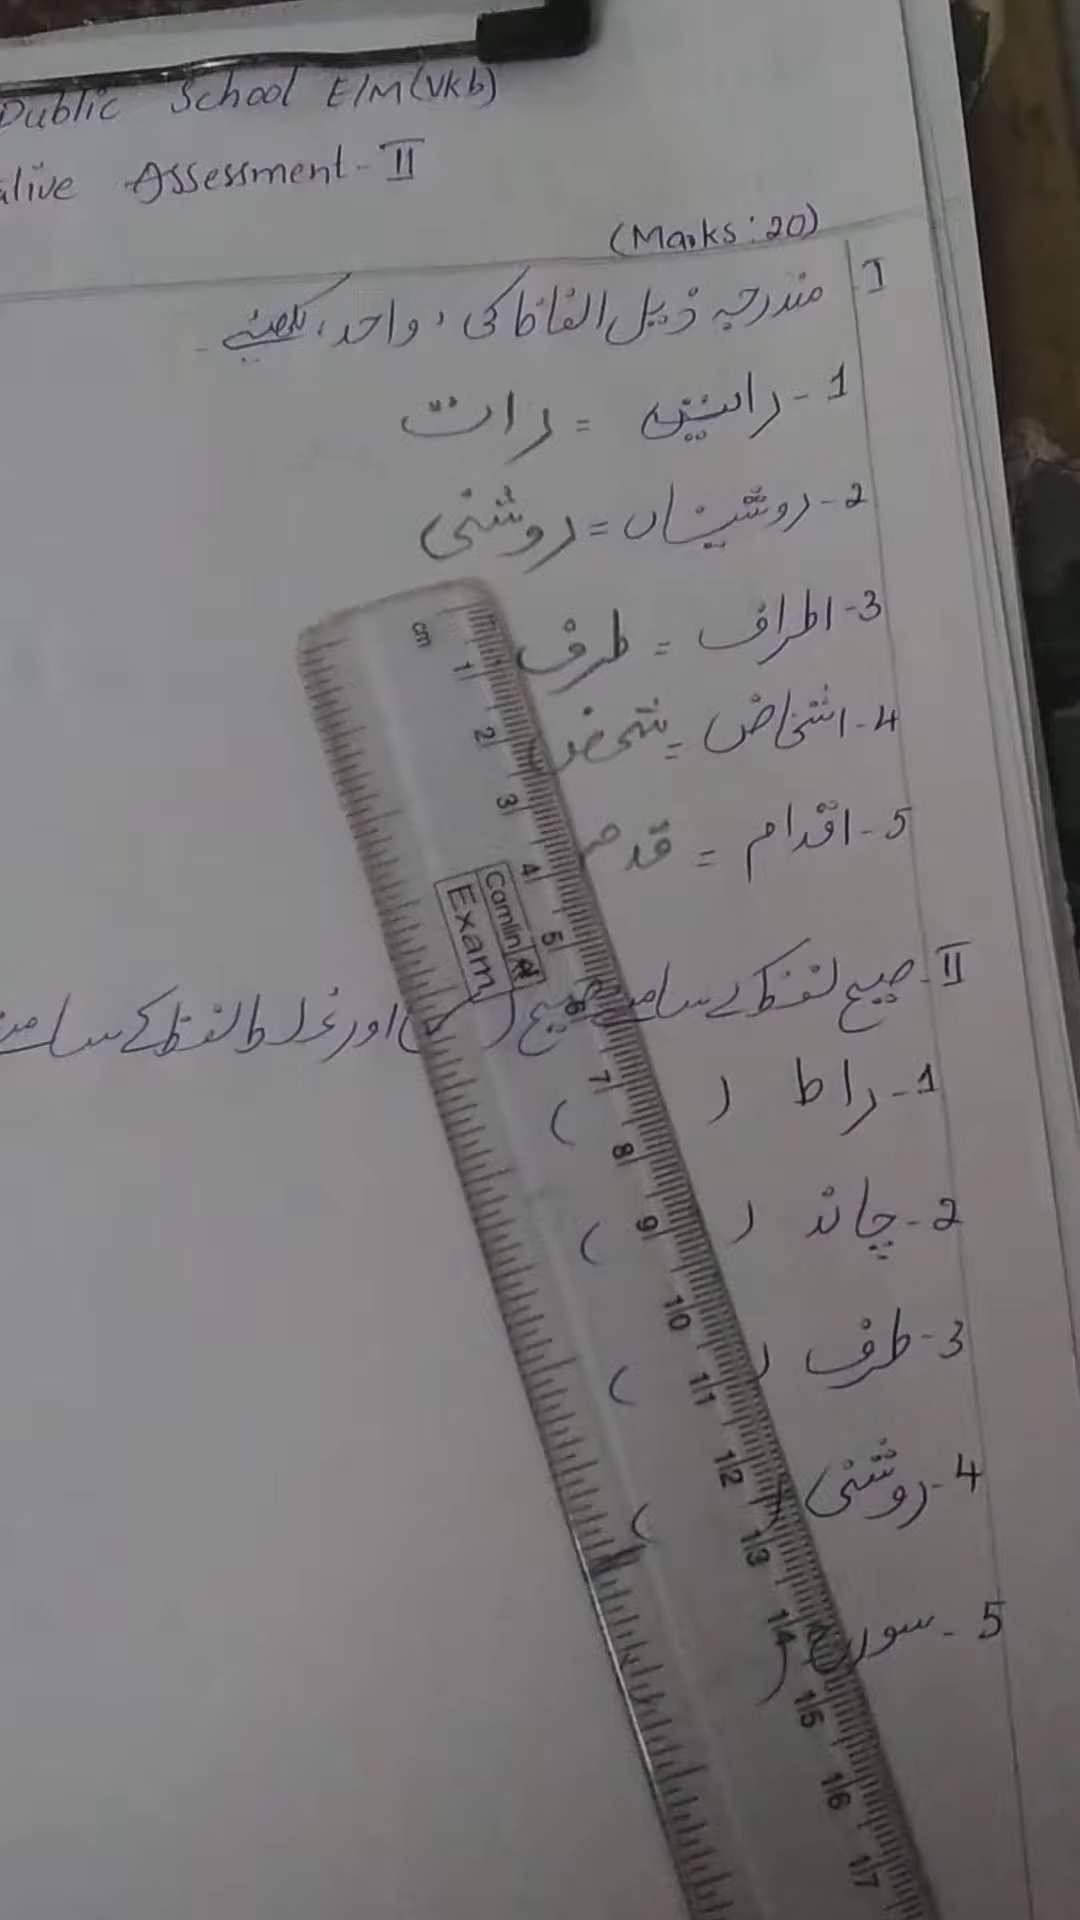 Public School E/M(Vkb)
Assessment - II
(Marks: 20)
I مندرجہ ذیل الفاظ کی ، واحد ، لکھئے ۔
1- راتیں = رات
2- روشنیاں = روشنی
3- اطراف = طرف
4- اشخاص = شخص
5- اقدام = قدم
II- صیح لفظ کے سامنے صیح ( ) اور غلط لفظ کے سامنے
1- راط ( )
2- چاند ( )
3- طرف ( )
4- روشنی ( )
5- سورج (
cm 1 2 3 4 5 6 7 8 9 10 11 12 13 14 15 16 17
Camlin
Exam